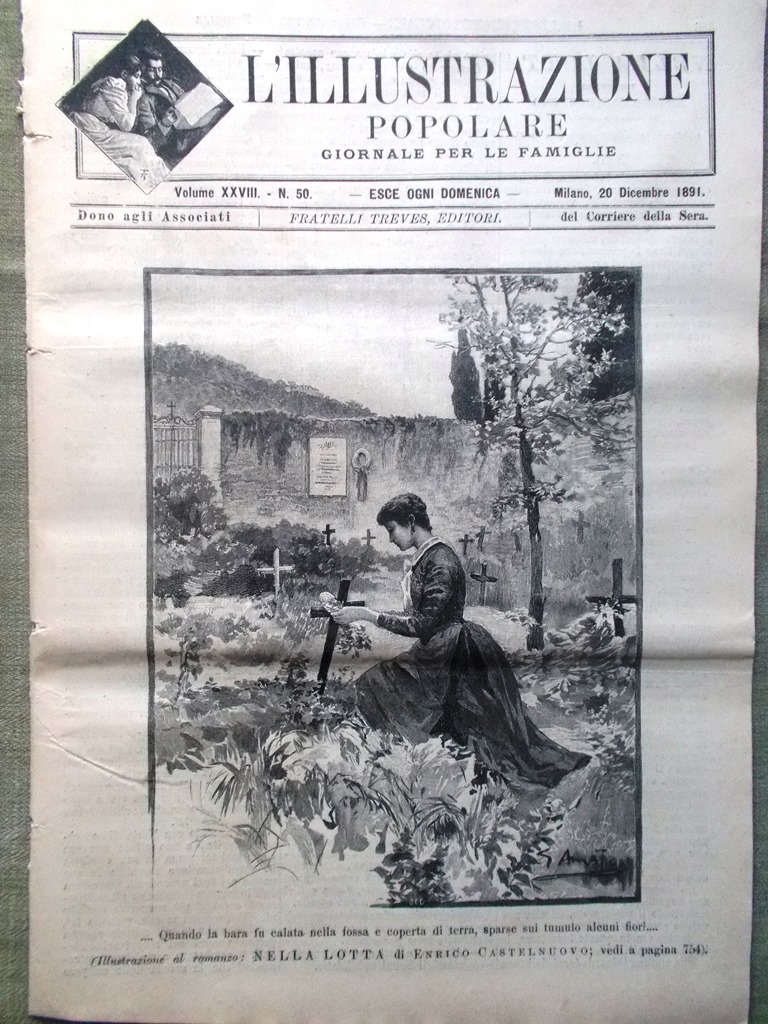 L'ILLUSTRAZIONE
POPOLARE
GIORNALE PER LE FAMIGLIE
Volume XXVIII. - N. 50. — ESCE OGNI DOMENICA — Milano, 20 Dicembre 1891.
Dono agli Associati FRATELLI TREVES, EDITORI. del Corriere della Sera.
.... Quando la bara fu calata nella fossa e coperta di terra, sparse sul tumulo alcuni fiori....
(Illustrazione al romanzo: NELLA LOTTA di ENRICO CASTELNUOVO; vedi a pagina 754).